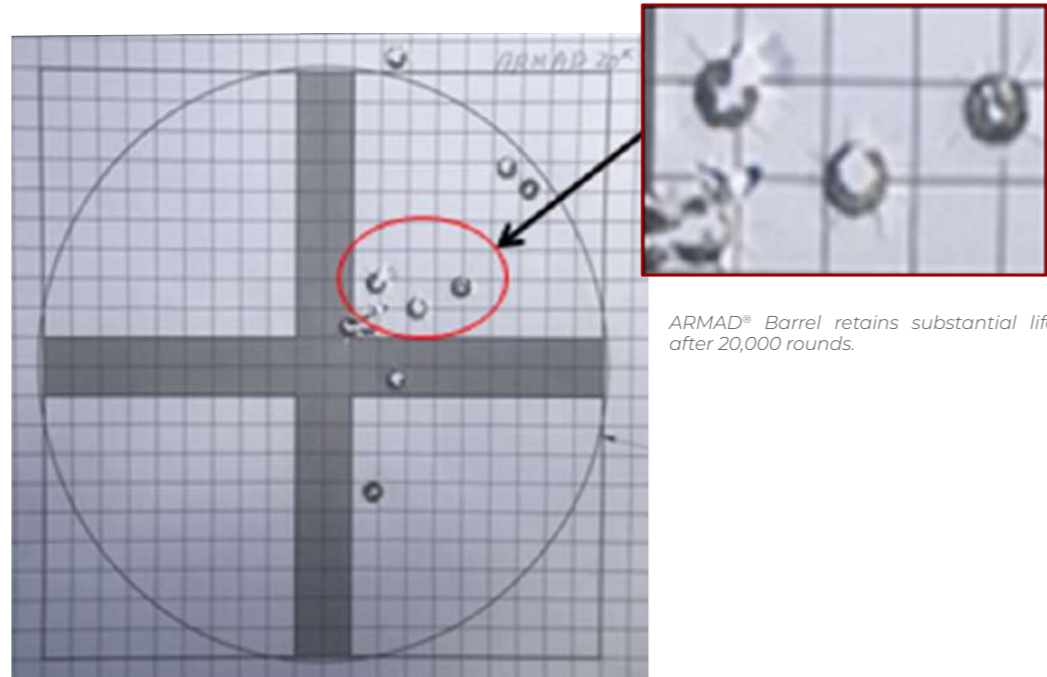 ARMAD 20K
ARMAD® Barrel retains substantial lif
after 20,000 rounds.